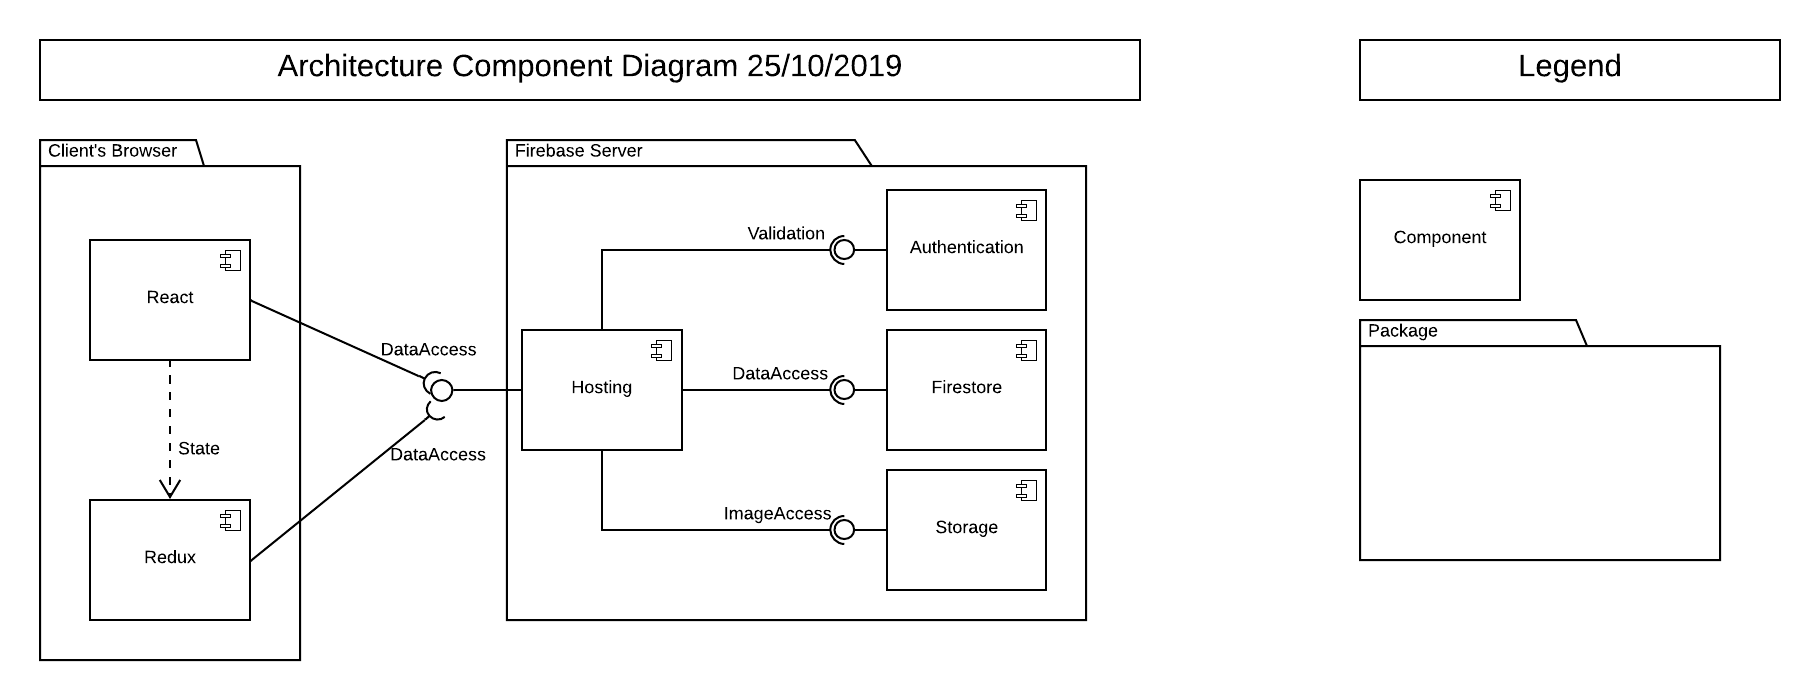 Architecture Component Diagram 25/10/2019
Legend
Client's Browser
React
State
Redux
DataAccess
DataAccess
Firebase Server
Hosting
Validation
Authentication
DataAccess
Firestore
ImageAccess
Storage
Component
Package